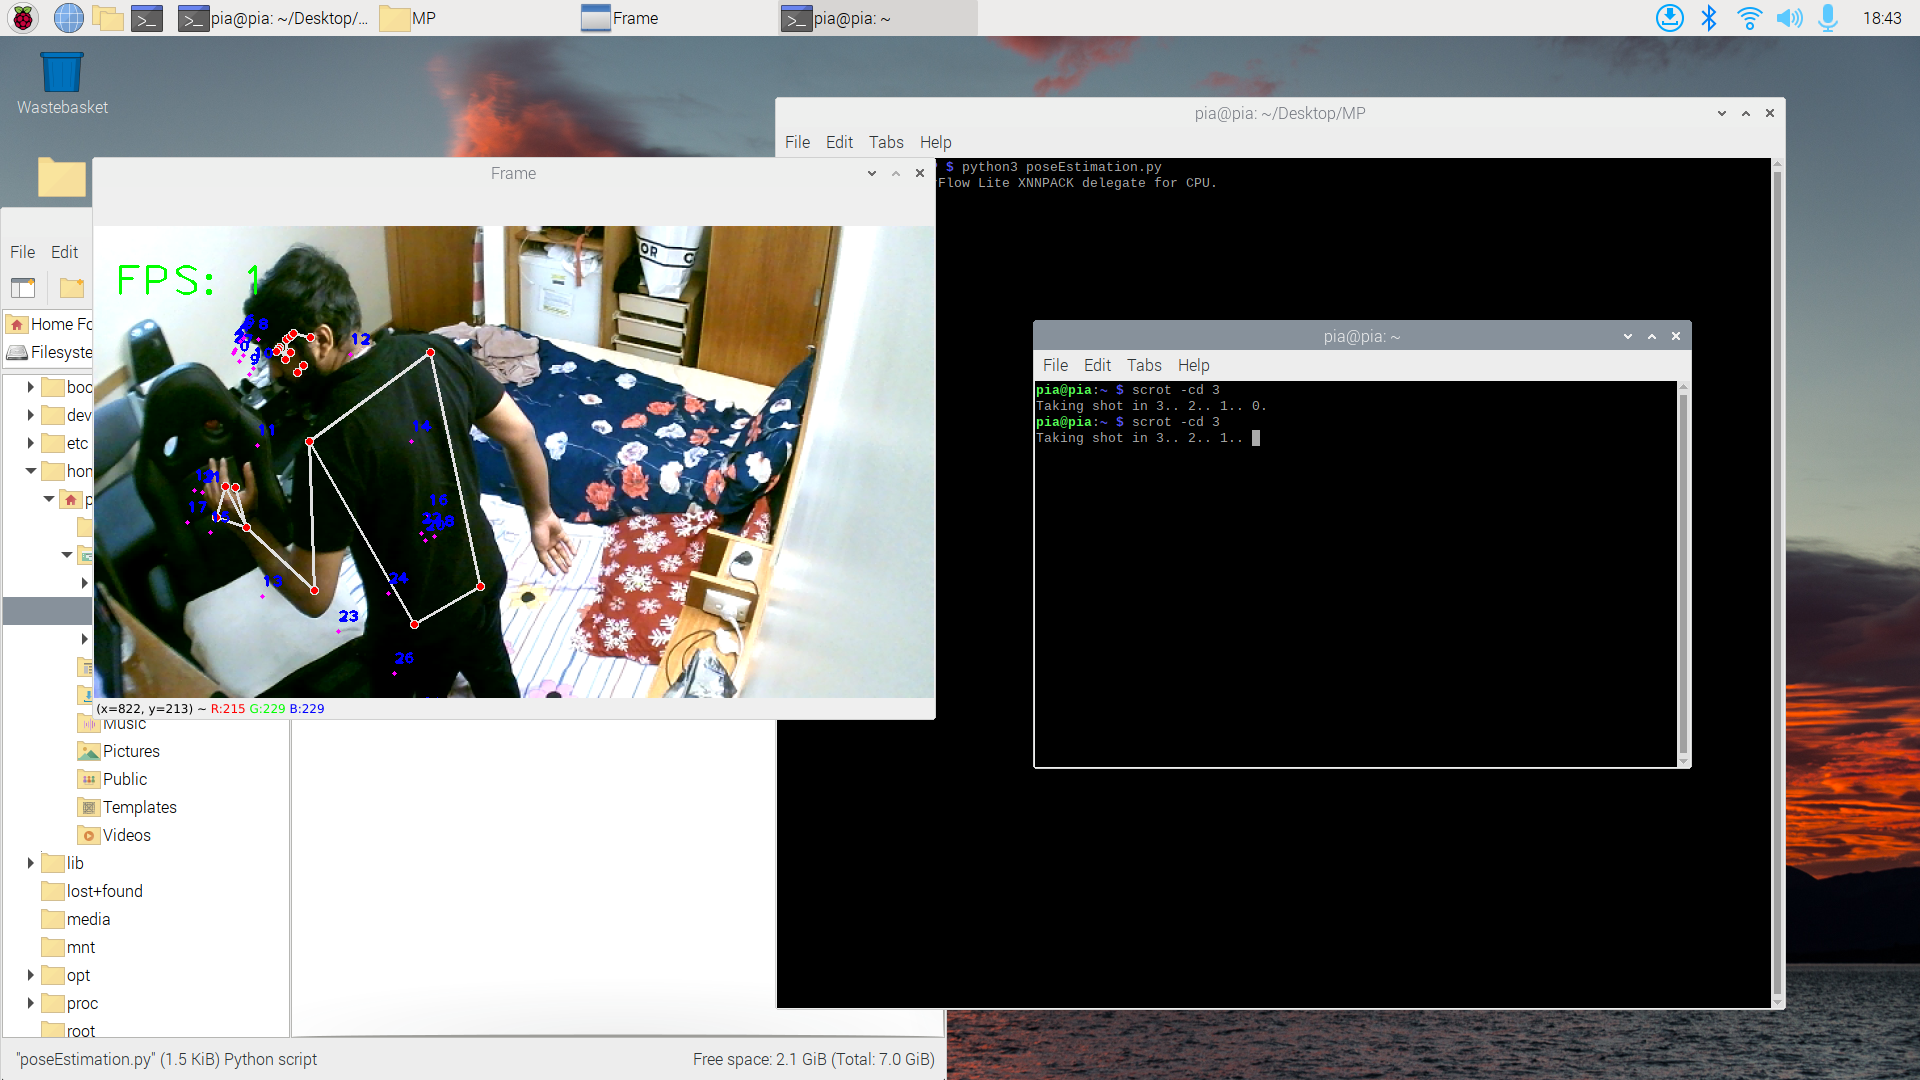 pia@pia: ~/Desktop/...
MP
Frame
pia@pia: ~
18:43
Wastebasket
pia@pia: ~/Desktop/MP
File Edit Tabs Help
$ python3 poseEstimation.py
Flow Lite XNNPACK delegate for CPU.
Frame
FPS: 1
8
12
11
14
16
17
13
24
23
26
(x=822, y=213) ~ R:215 G:229 B:229
pia@pia: ~
File Edit Tabs Help
pia@pia:~ $ scrot -cd 3
Taking shot in 3.. 2.. 1.. 0.
pia@pia:~ $ scrot -cd 3
Taking shot in 3.. 2.. 1..
File Edit
Home Fo
Filesyste
boo
dev
etc
hon
p
Music
Pictures
Public
Templates
Videos
lib
lost+found
media
mnt
opt
proc
root
"poseEstimation.py" (1.5 KiB) Python script
Free space: 2.1 GiB (Total: 7.0 GiB)